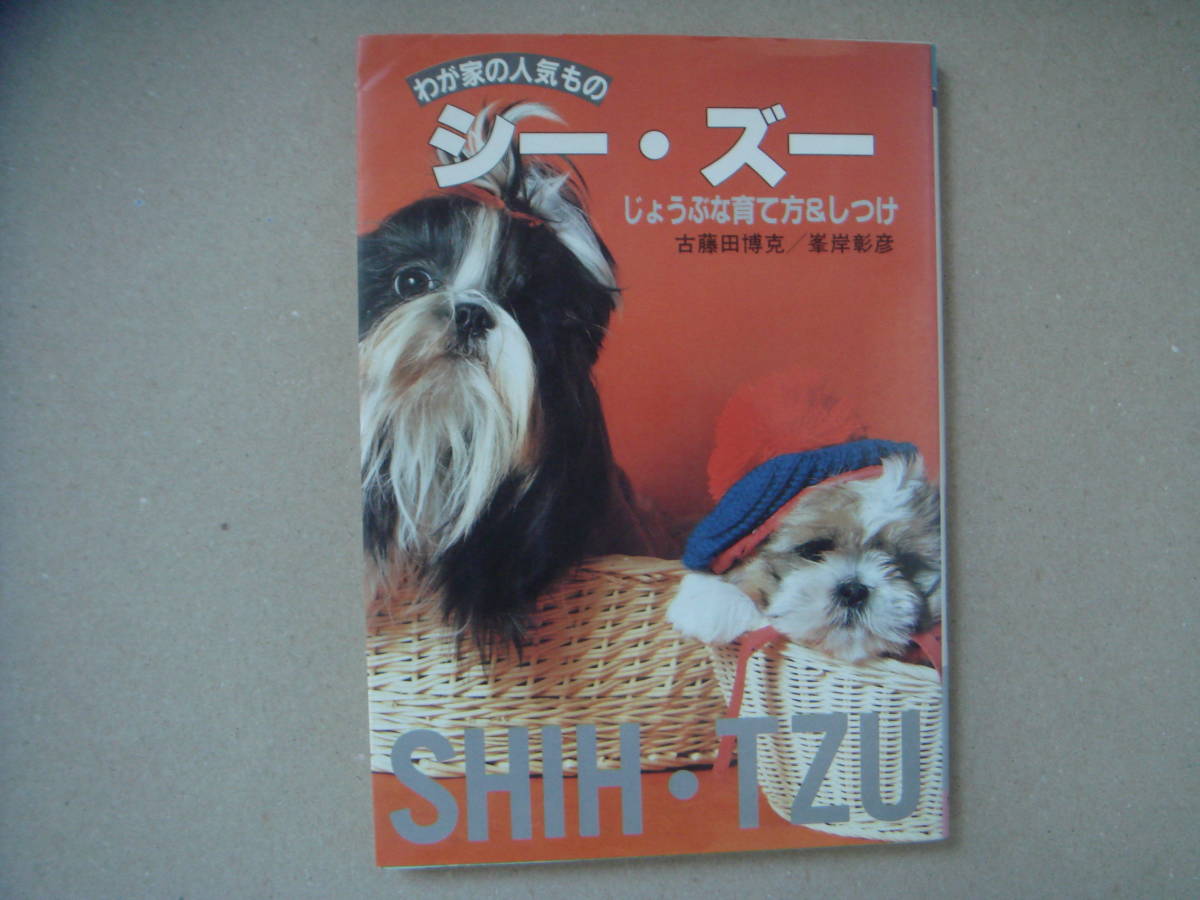 わが家の人気もの
シー・ズー
じょうぶな育て方&しつけ
古藤田博克／峯岸彰彦
SHIH・TZU